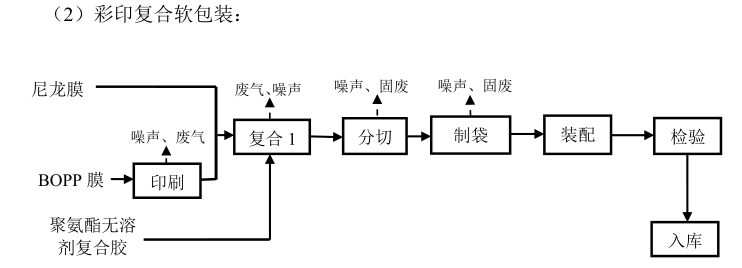 （2）彩印复合软包装：
尼龙膜
废气、噪声
噪声、固废
噪声、固废
噪声、废气
复合 1
分切
制袋
装配
检验
BOPP 膜
印刷
聚氨酯无溶
剂复合胶
入库